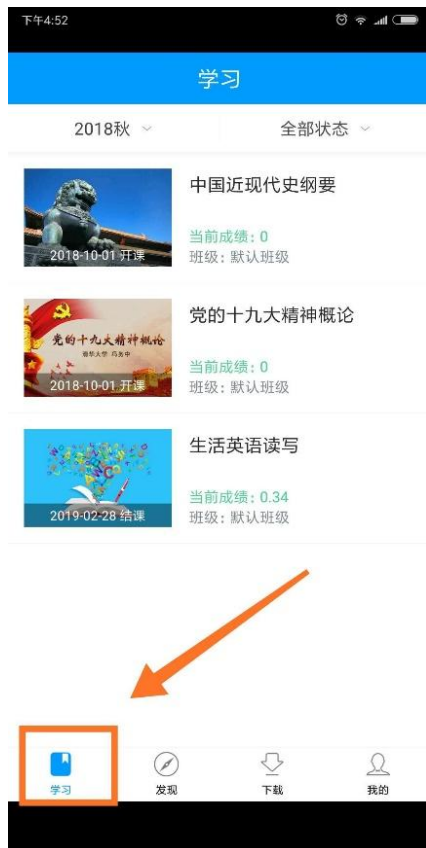 下午4:52
学习
2018秋
全部状态
中国近现代史纲要
当前成绩：0
班级：默认班级
2018-10-01 开课
党的十九大精神概论
党的十九大精神概论
当前成绩：0
班级：默认班级
2018-10-01 开课
生活英语读写
当前成绩：0.34
班级：默认班级
2019-02-28 结课
学习
发现
下载
我的